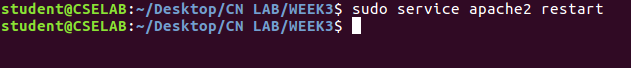 student@CSELAB:~/Desktop/CN LAB/WEEK3$ sudo service apache2 restart
student@CSELAB:~/Desktop/CN LAB/WEEK3$